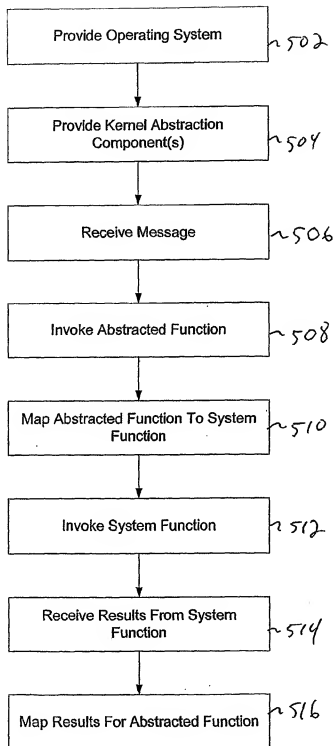 Provide Operating System
502
Provide Kernel Abstraction
Component(s)
504
Receive Message
506
Invoke Abstracted Function
508
Map Abstracted Function To System
Function
510
Invoke System Function
512
Receive Results From System
Function
514
Map Results For Abstracted Function
516